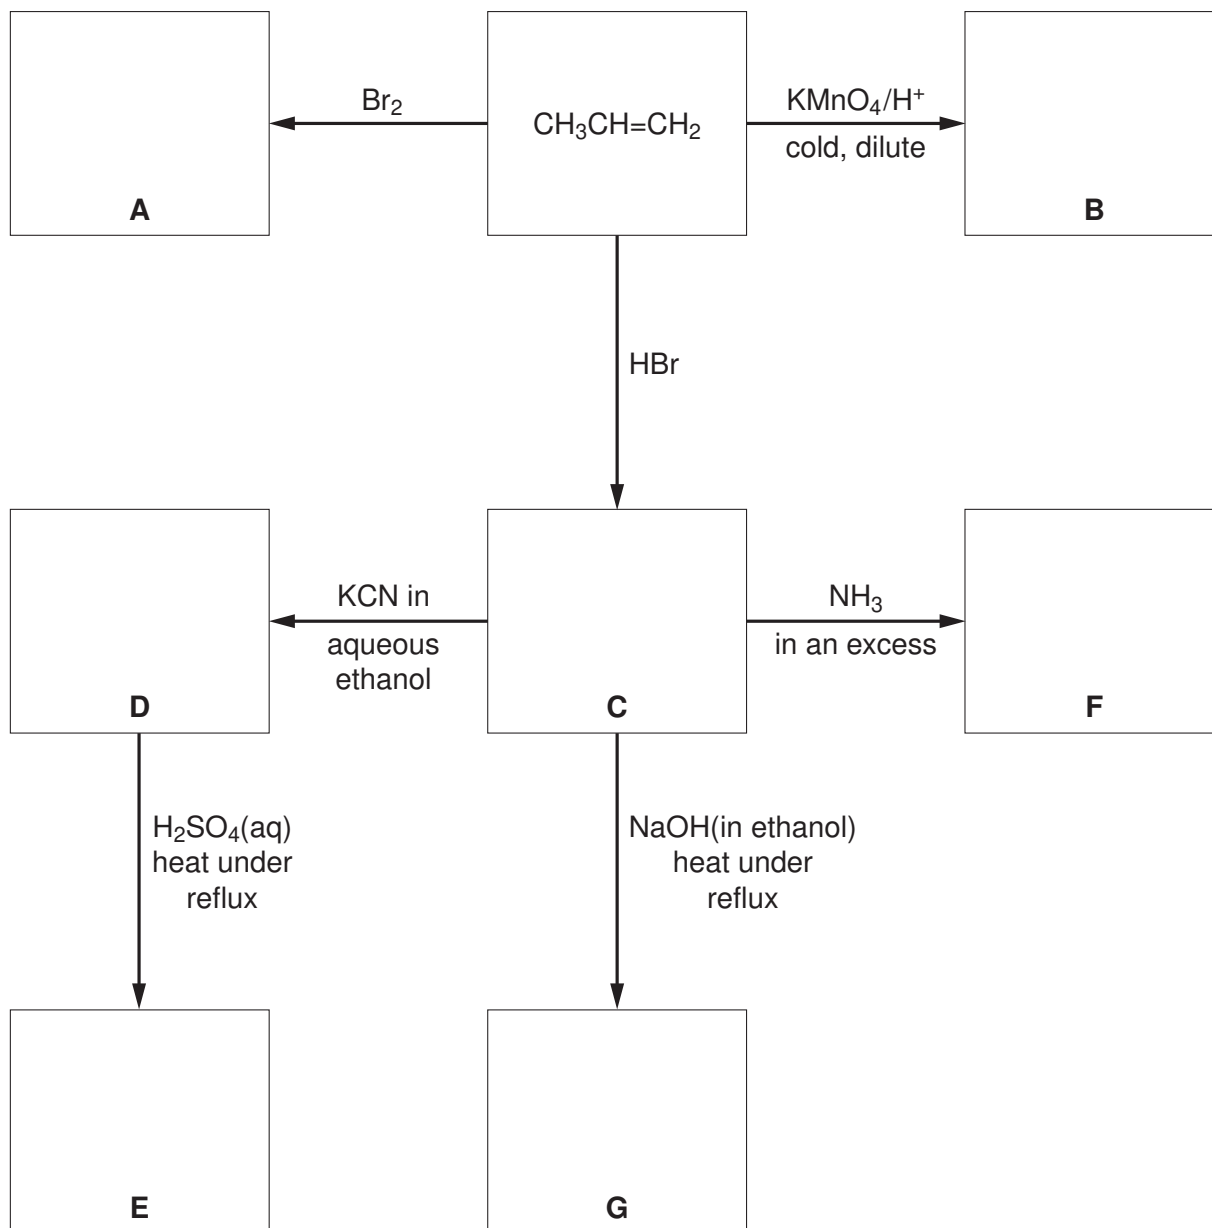 Br₂
CH₃CH=CH₂
KMnO₄/H⁺
cold, dilute
A
B
HBr
KCN in
aqueous
ethanol
NH₃
in an excess
D
C
F
H₂SO₄(aq)
heat under
reflux
NaOH(in ethanol)
heat under
reflux
E
G